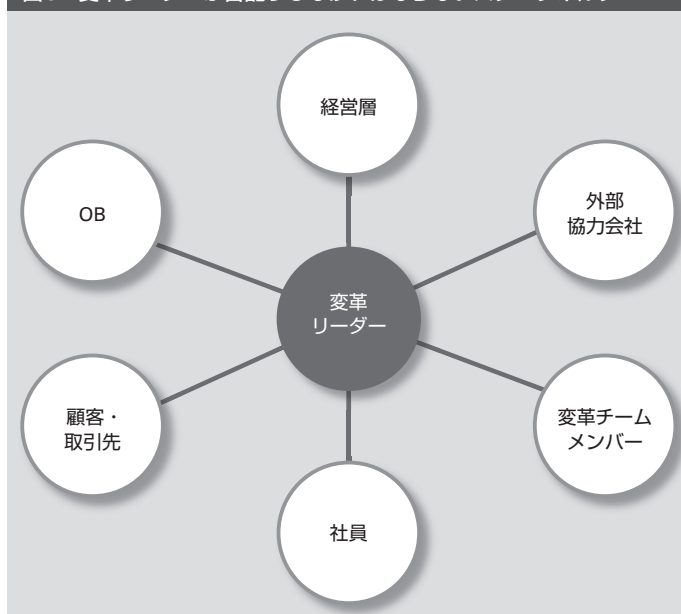 経営層
外部
協力会社
OB
変革
リーダー
顧客・
取引先
変革チーム
メンバー
社員